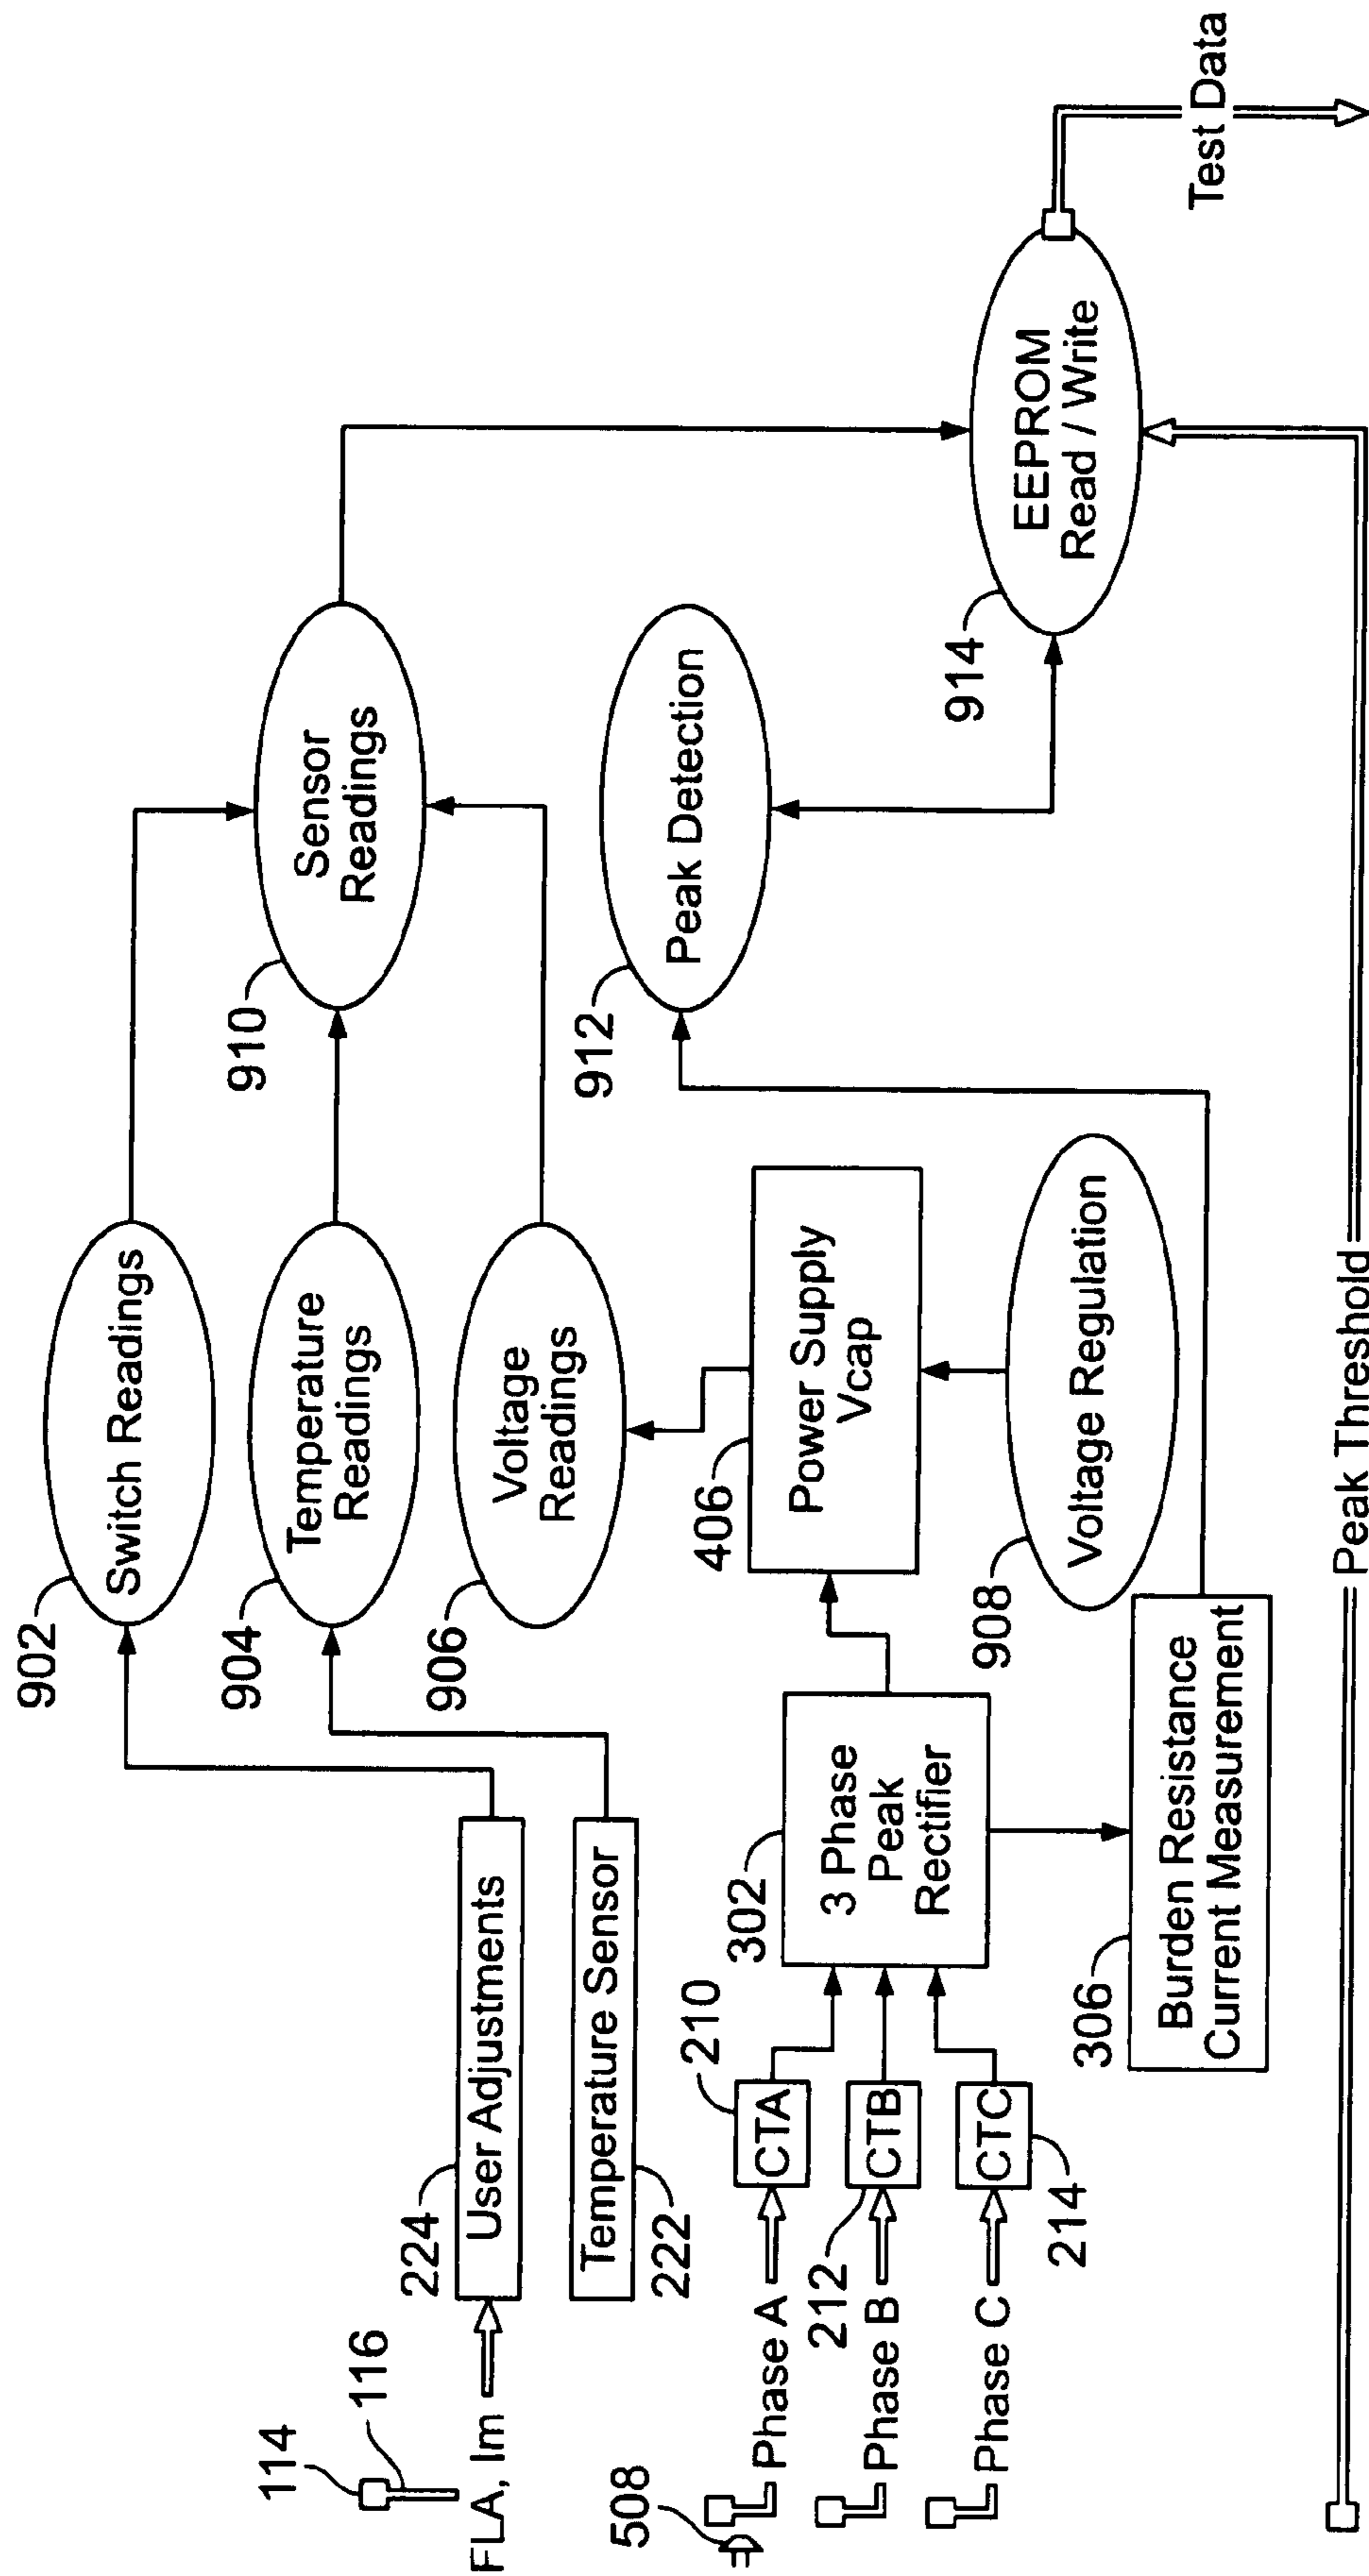 114
116
FLA, Im
224
User Adjustments
Temperature Sensor
222
902
Switch Readings
904
Temperature
Readings
906
Voltage
Readings
910
Sensor
Readings
508
Phase A
210
CTA
212
Phase B
CTB
Phase C
CTC
214
302
3 Phase
Peak
Rectifier
406
Power Supply
Vcap
908
Voltage Regulation
306
Burden Resistance
Current Measurement
912
Peak Detection
914
EEPROM
Read / Write
Test Data
Peak Threshold